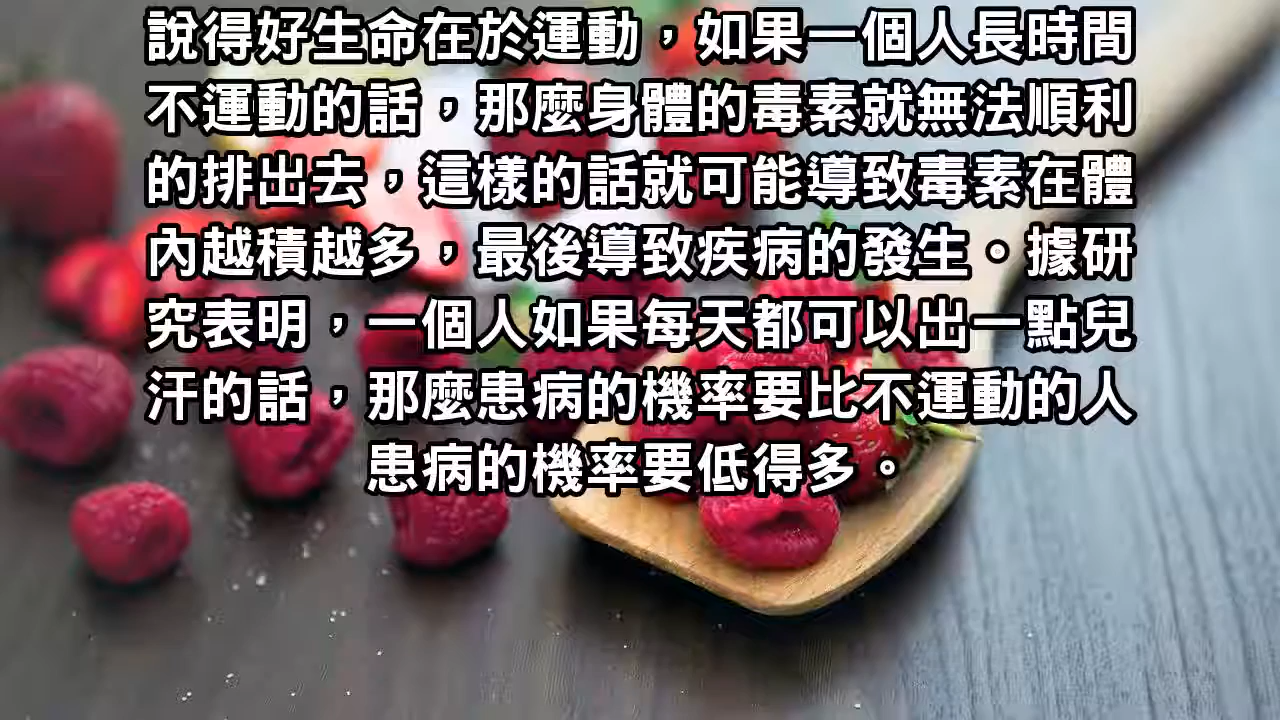 說得好生命在於運動，如果一個人長時間
不運動的話，那麼身體的毒素就無法順利
的排出去，這樣的話就可能導致毒素在體
內越積越多，最後導致疾病的發生。據研
究表明，一個人如果每天都可以出一點兒
汗的話，那麼患病的機率要比不運動的人
患病的機率要低得多。